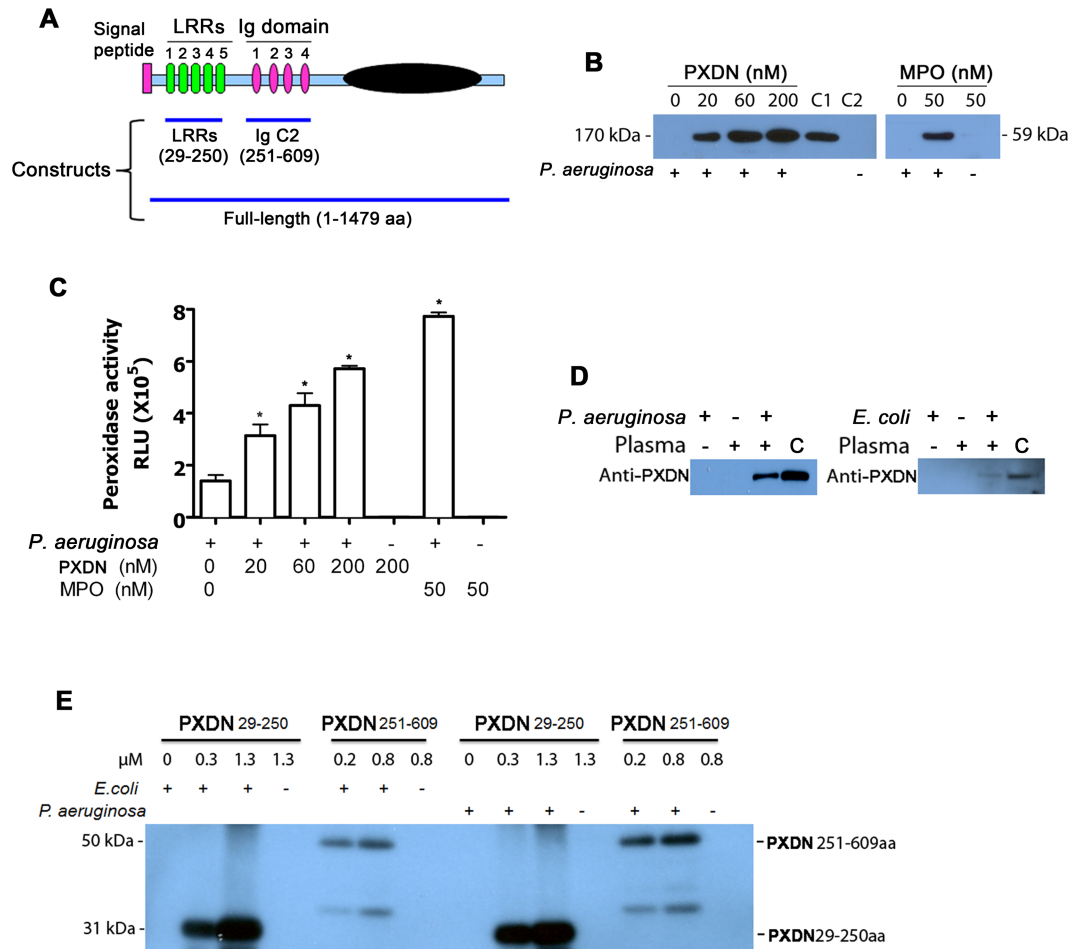 A
Signal peptide
LRRs
Ig domain
1 2 3 4 5
1 2 3 4
Constructs
LRRs
(29-250)
Ig C2
(251-609)
Full-length (1-1479 aa)
B
PXDN (nM)
MPO (nM)
0 20 60 200 C1 C2
0 50 50
170 kDa -
- 59 kDa
P. aeruginosa + + + + - + + -
C
Peroxidase activity
RLU (X10⁵)
8
6
4
2
0
* * * *
P. aeruginosa + + + + - + -
PXDN (nM) 0 20 60 200 200
MPO (nM) 0 50 50
D
P. aeruginosa + - +
Plasma - + + C
Anti-PXDN
E. coli + - +
Plasma - + + C
Anti-PXDN
E
PXDN 29-250
PXDN 251-609
PXDN 29-250
PXDN 251-609
µM 0 0.3 1.3 1.3 0.2 0.8 0.8 0 0.3 1.3 1.3 0.2 0.8 0.8
E.coli + + + - + + -
P. aeruginosa + + + - + + -
50 kDa -
- PXDN 251-609aa
31 kDa -
- PXDN29-250aa